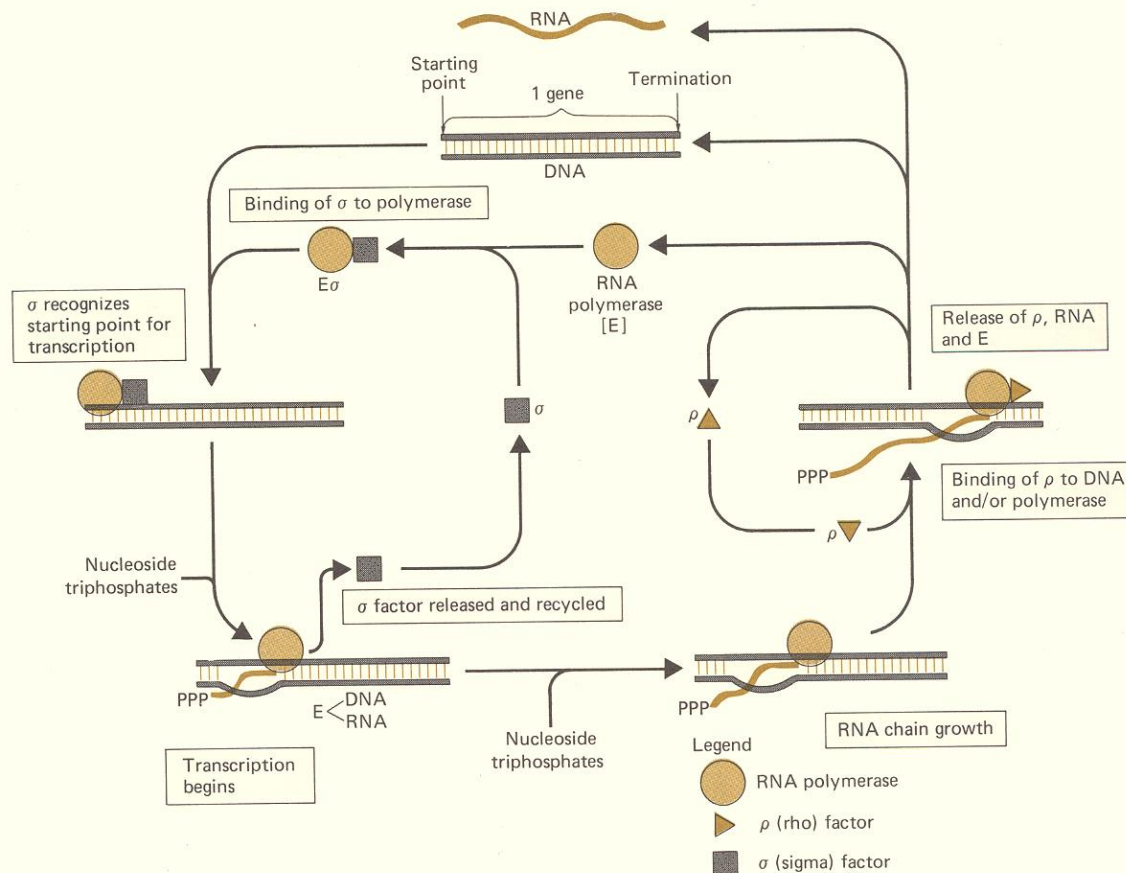 RNA
Starting
point
Termination
1 gene
DNA
Binding of σ to polymerase
Eσ
RNA
polymerase
[E]
σ recognizes
starting point for
transcription
Release of ρ, RNA
and E
σ
ρ
PPP
Binding of ρ to DNA
and/or polymerase
ρ
Nucleoside
triphosphates
σ factor released and recycled
PPP
E
DNA
RNA
PPP
Nucleoside
triphosphates
RNA chain growth
Transcription
begins
Legend
RNA polymerase
ρ (rho) factor
σ (sigma) factor